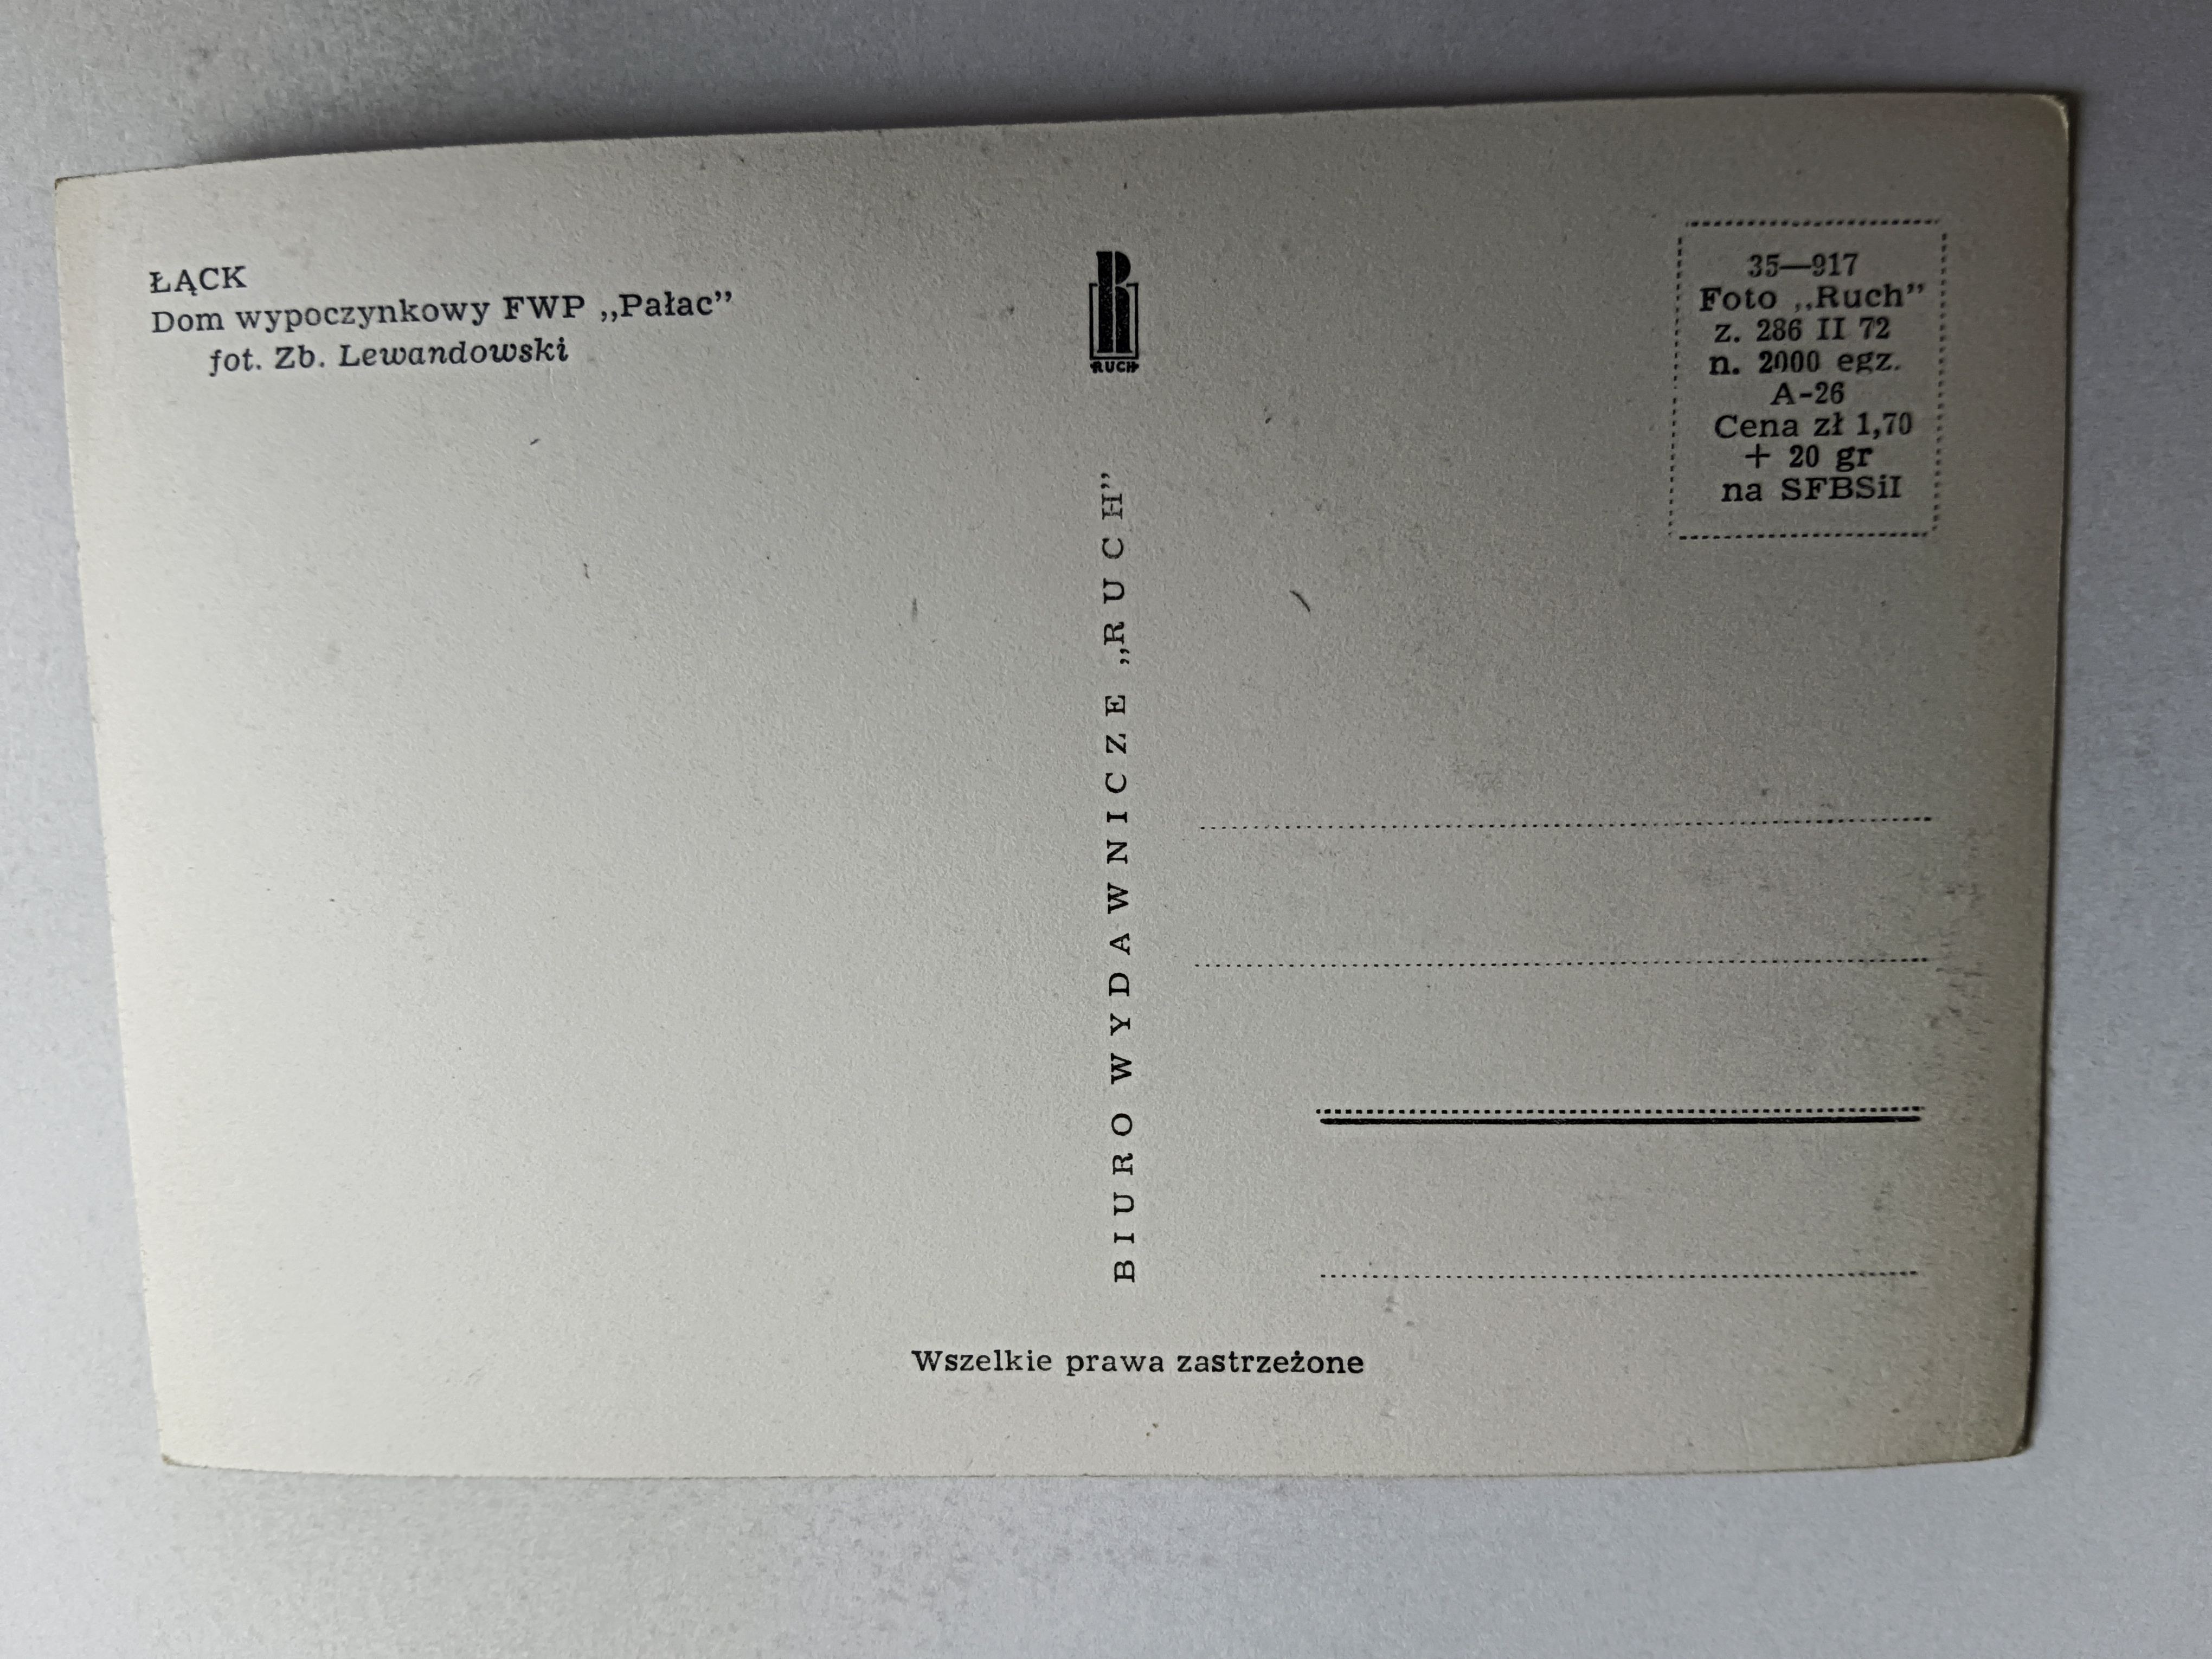 ŁĄCK
Dom wypoczynkowy FWP „Pałac”
fot. Zb. Lewandowski
RUCH
BIURO WYDAWNICZE „RUCH”
35—917
Foto „Ruch”
z. 286 II 72
n. 2000 egz.
A-26
Cena zł 1,70
+ 20 gr
na SFBSiI
Wszelkie prawa zastrzeżone